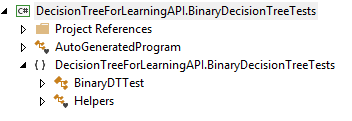 C# DecisionTreeForLearningAPI.BinaryDecisionTreeTests
Project References
AutoGeneratedProgram
{ } DecisionTreeForLearningAPI.BinaryDecisionTreeTests
BinaryDTTest
Helpers